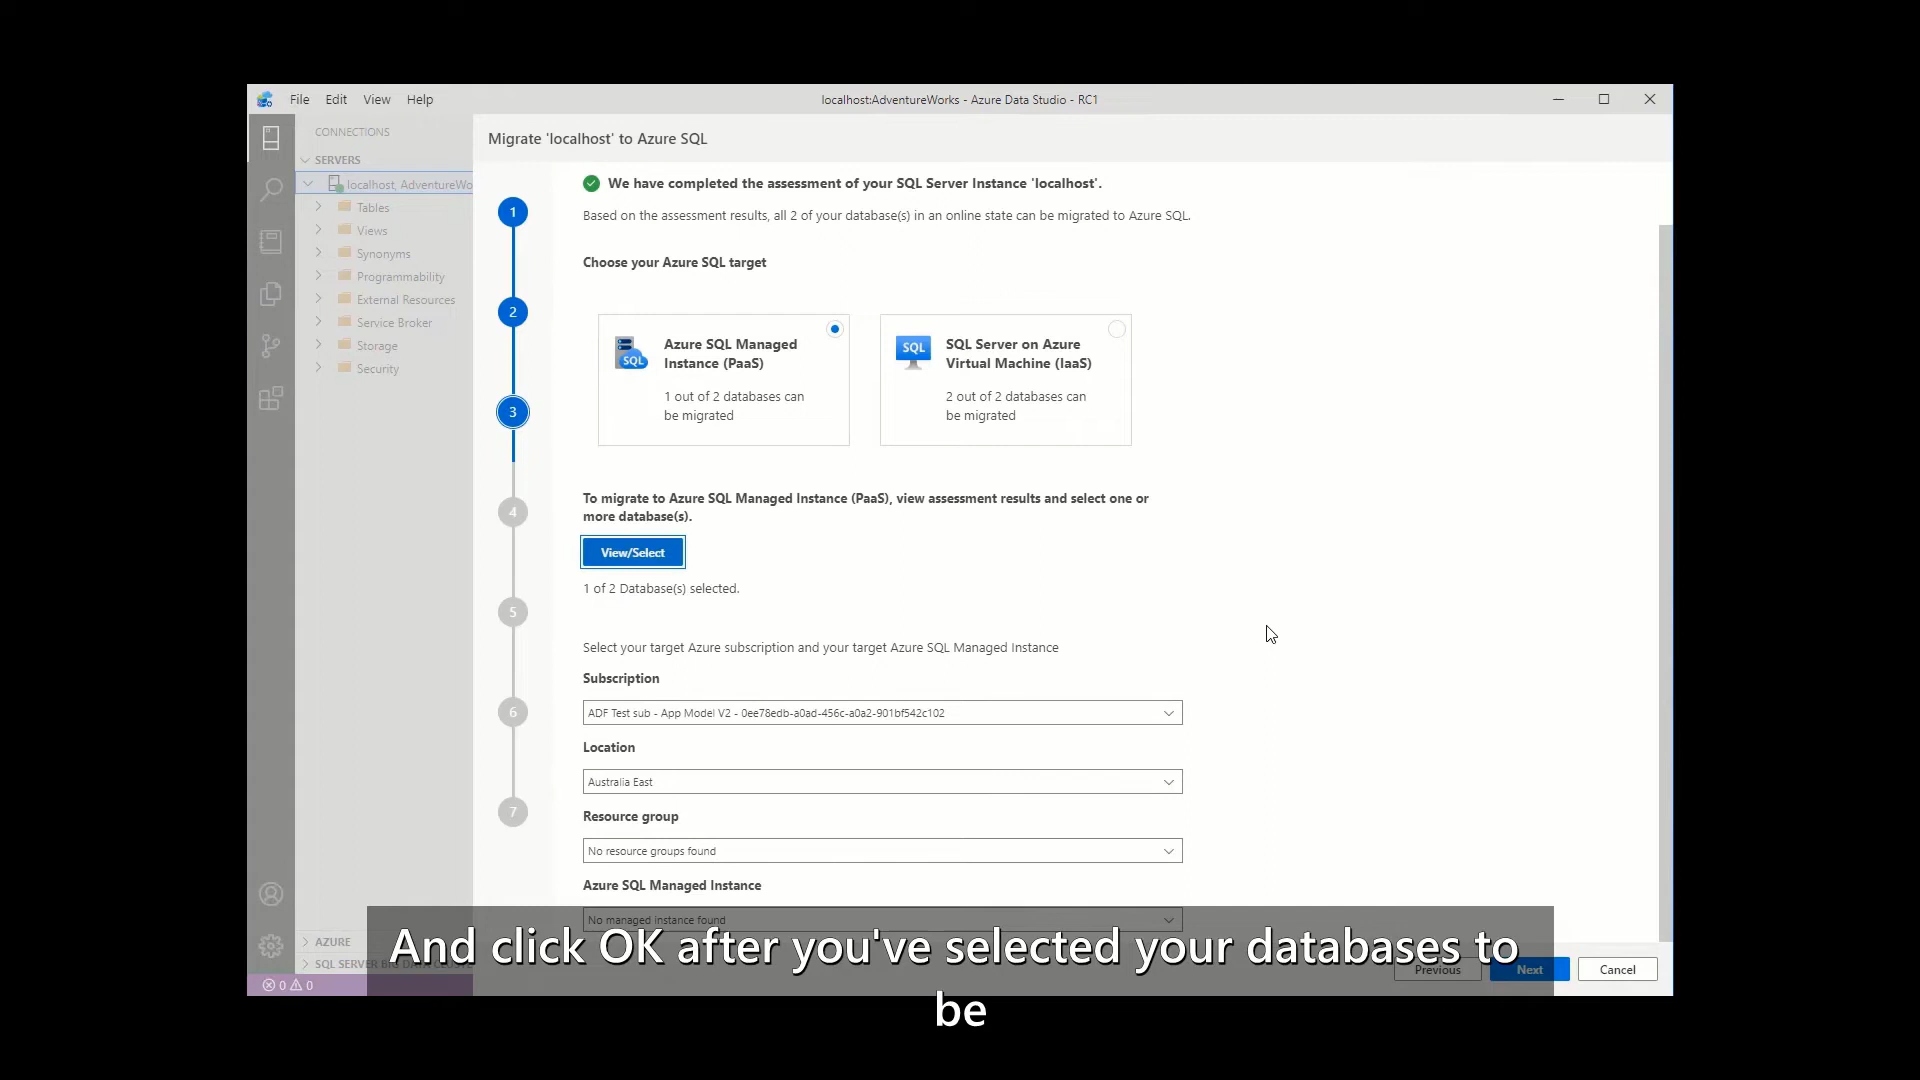 File Edit View Help
localhost:AdventureWorks - Azure Data Studio - RC1
CONNECTIONS
SERVERS
localhost, AdventureWo
Tables
Views
Synonyms
Programmability
External Resources
Service Broker
Storage
Security
AZURE
SQL SERVER BIG DATA CLUSTE
0 0
Migrate 'localhost' to Azure SQL
1
2
3
4
5
6
7
We have completed the assessment of your SQL Server Instance 'localhost'.
Based on the assessment results, all 2 of your database(s) in an online state can be migrated to Azure SQL.
Choose your Azure SQL target
SQL
Azure SQL Managed
Instance (PaaS)
1 out of 2 databases can
be migrated
SQL
SQL Server on Azure
Virtual Machine (IaaS)
2 out of 2 databases can
be migrated
To migrate to Azure SQL Managed Instance (PaaS), view assessment results and select one or
more database(s).
View/Select
1 of 2 Database(s) selected.
Select your target Azure subscription and your target Azure SQL Managed Instance
Subscription
ADF Test sub - App Model V2 - 0ee78edb-a0ad-456c-a0a2-901bf542c102
Location
Australia East
Resource group
No resource groups found
Azure SQL Managed Instance
No managed instance found
Previous Next Cancel
And click OK after you've selected your databases to
be